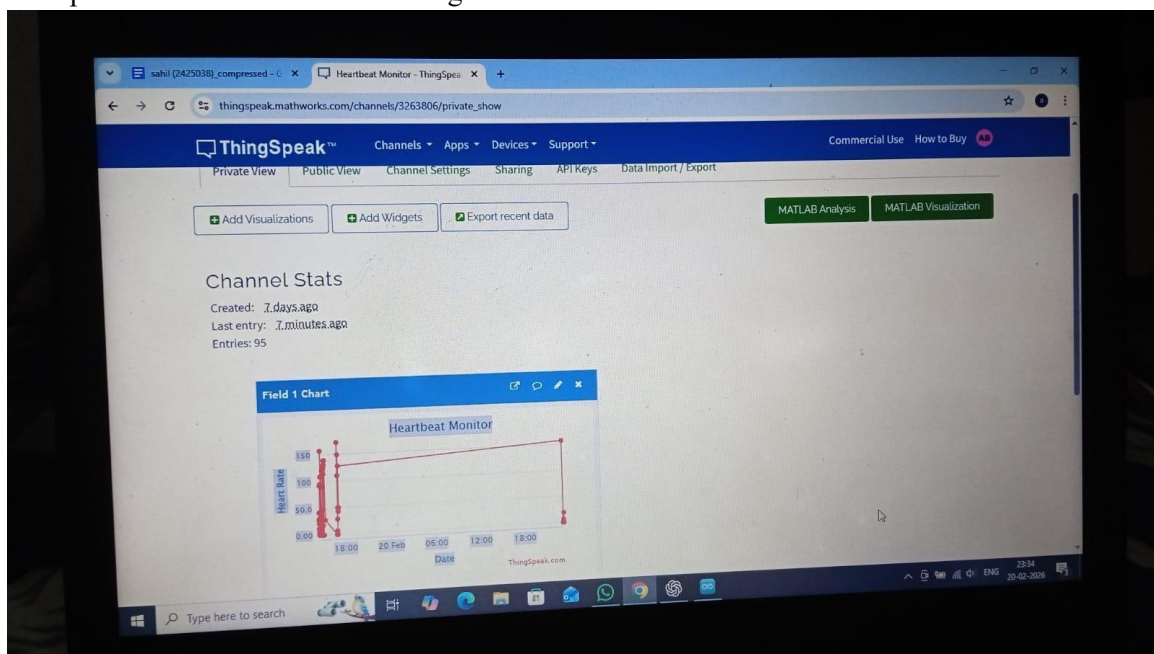 sahil (2425038)_compressed - G
Heartbeat Monitor - ThingSpea
thingspeak.mathworks.com/channels/3263806/private_show
ThingSpeak™ Channels Apps Devices Support Commercial Use How to Buy AB
Private View Public View Channel Settings Sharing API Keys Data Import / Export
Add Visualizations Add Widgets Export recent data MATLAB Analysis MATLAB Visualization
Channel Stats
Created: 7 days ago
Last entry: 7 minutes ago
Entries: 95
Field 1 Chart
Heartbeat Monitor
Heart Rate
150
100
50.0
0.00
18:00 20 Feb 06:00 12:00 18:00
Date
ThingSpeak.com
ENG 23:34
20-02-2026
Type here to search